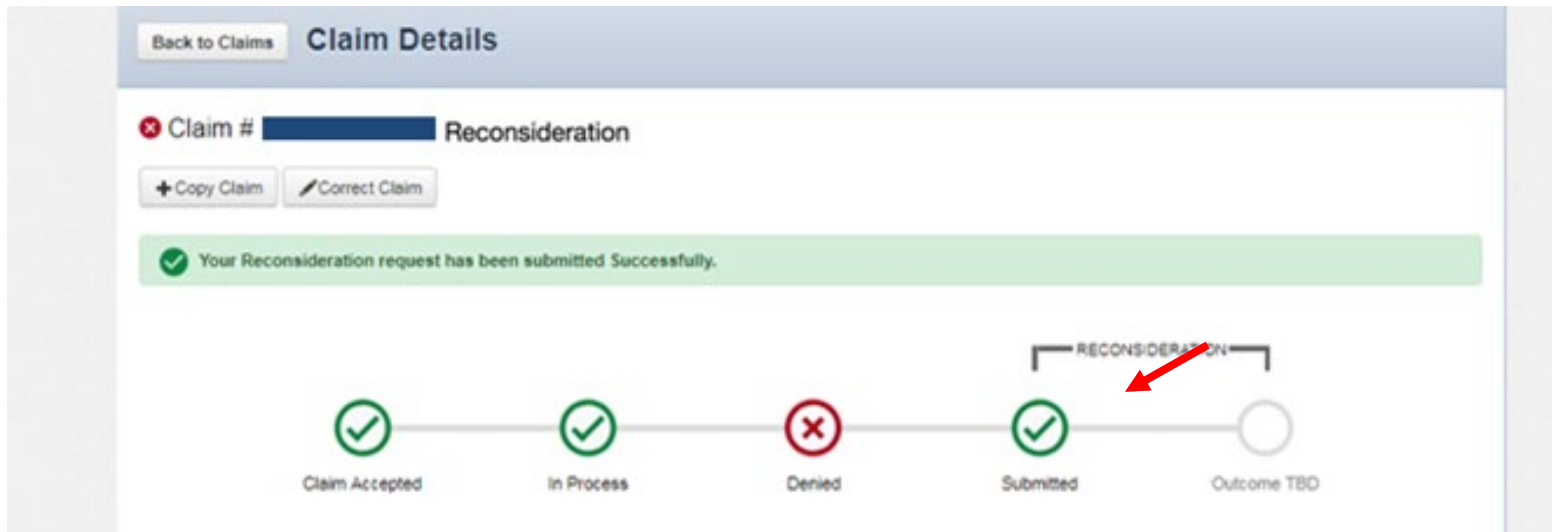 Back to Claims Claim Details
Claim # Reconsideration
Copy Claim Correct Claim
Your Reconsideration request has been submitted Successfully.
RECONSIDERATION
Claim Accepted In Process Denied Submitted Outcome TBD